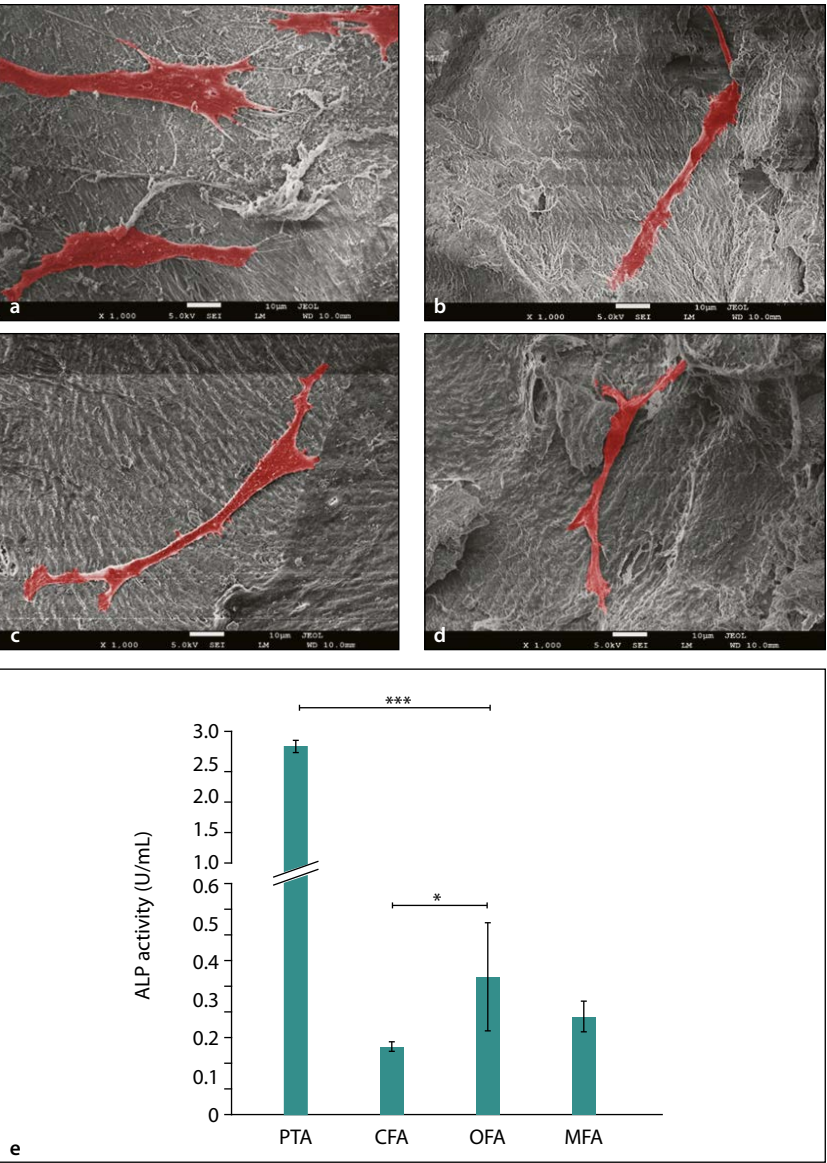 a
10µm JEOL
X 1,000 5.0kV SEI LM WD 10.0mm
b
10µm JEOL
X 1,000 5.0kV SEI LM WD 10.0mm
c
10µm JEOL
X 1,000 5.0kV SEI LM WD 10.0mm
d
10µm JEOL
X 1,000 5.0kV SEI LM WD 10.0mm
***
3.0
2.5
2.0
1.5
1.0
*
0.6
0.5
0.4
0.3
0.2
0.1
0
ALP activity (U/mL)
PTA CFA OFA MFA
e